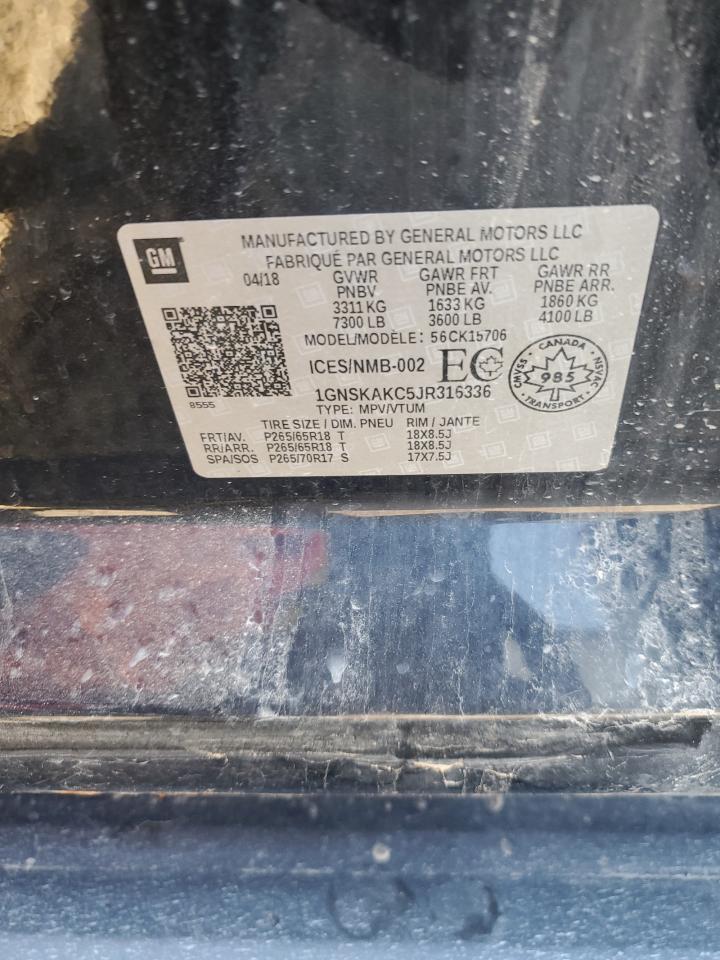 GM
MANUFACTURED BY GENERAL MOTORS LLC
FABRIQUÉ PAR GENERAL MOTORS LLC
04/18 GVWR GAWR FRT GAWR RR
PNBV PNBE AV. PNBE ARR.
3311 KG 1633 KG 1860 KG
7300 LB 3600 LB 4100 LB
MODEL/MODÈLE: 56CK15706
ICES/NMB-002 EC
CANADA
CMVSS 985 NSVAC
TRANSPORT
1GNSKAKC5JR316336
8555
TYPE: MPV/VTUM
TIRE SIZE / DIM. PNEU RIM / JANTE
FRT/AV. P265/65R18 T 18X8.5J
RR/ARR. P265/65R18 T 18X8.5J
SPA/SOS P265/70R17 S 17X7.5J